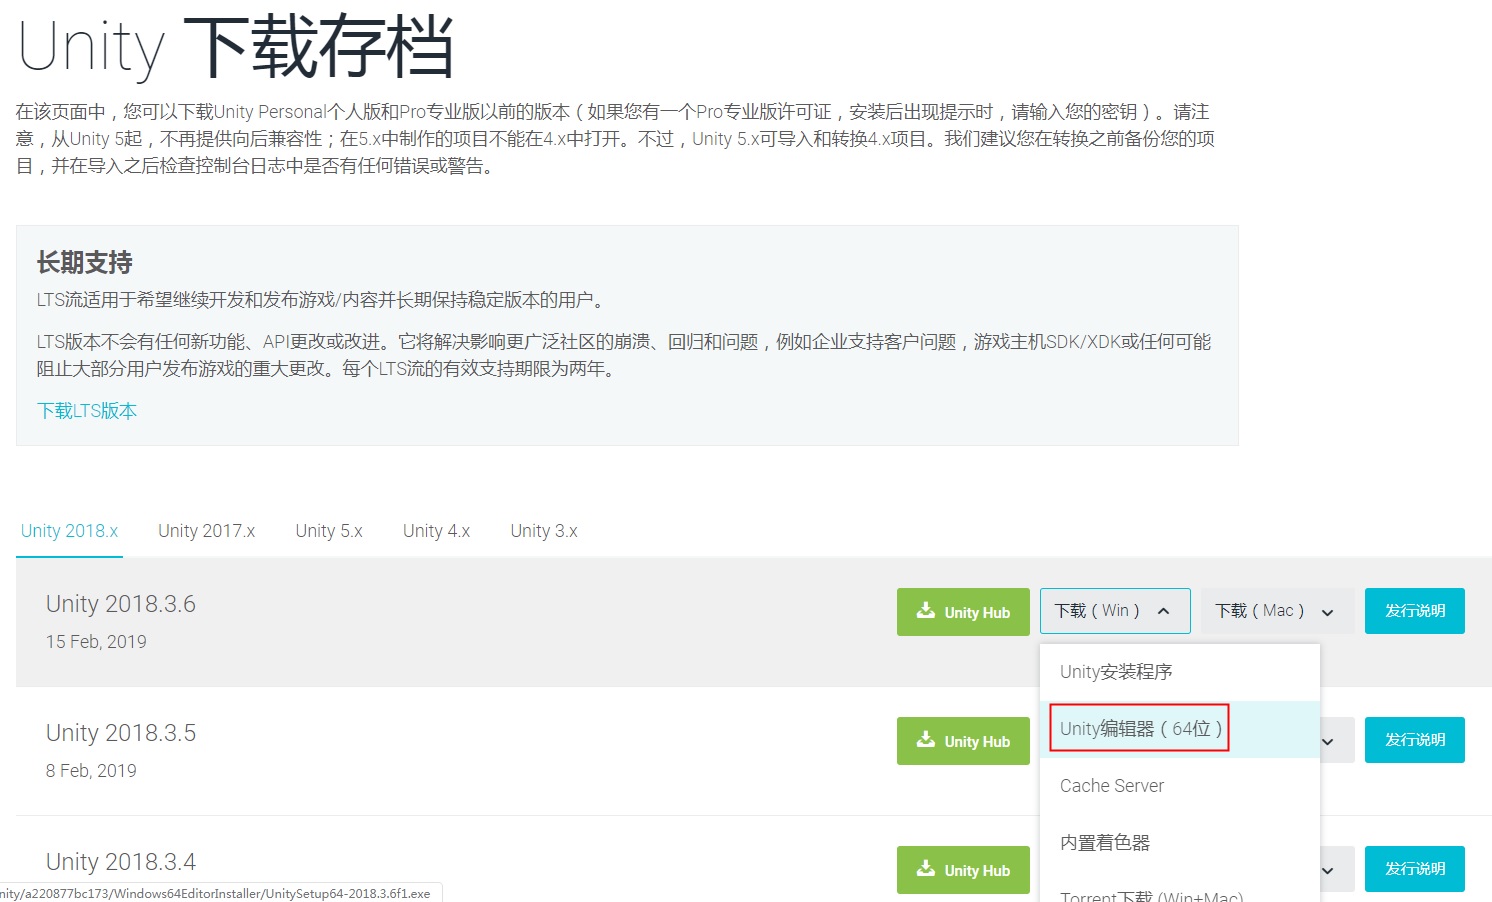 Unity 下载存档
在该页面中，您可以下载Unity Personal个人版和Pro专业版以前的版本（如果您有一个Pro专业版许可证，安装后出现提示时，请输入您的密钥）。请注
意，从Unity 5起，不再提供向后兼容性；在5.x中制作的项目不能在4.x中打开。不过，Unity 5.x可导入和转换4.x项目。我们建议您在转换之前备份您的项
目，并在导入之后检查控制台日志中是否有任何错误或警告。
长期支持
LTS流适用于希望继续开发和发布游戏/内容并长期保持稳定版本的用户。
LTS版本不会有任何新功能、API更改或改进。它将解决影响更广泛社区的崩溃、回归和问题，例如企业支持客户问题，游戏主机SDK/XDK或任何可能
阻止大部分用户发布游戏的重大更改。每个LTS流的有效支持期限为两年。
下载LTS版本
Unity 2018.x Unity 2017.x Unity 5.x Unity 4.x Unity 3.x
Unity 2018.3.6
15 Feb, 2019
Unity Hub
下载（Win）
下载（Mac）
发行说明
Unity安装程序
Unity编辑器（64位）
Cache Server
内置着色器
Torrent下载 (Win+Mac)
Unity 2018.3.5
8 Feb, 2019
Unity Hub
发行说明
Unity 2018.3.4
Unity Hub
发行说明
nity/a220877bc173/Windows64EditorInstaller/UnitySetup64-2018.3.6f1.exe